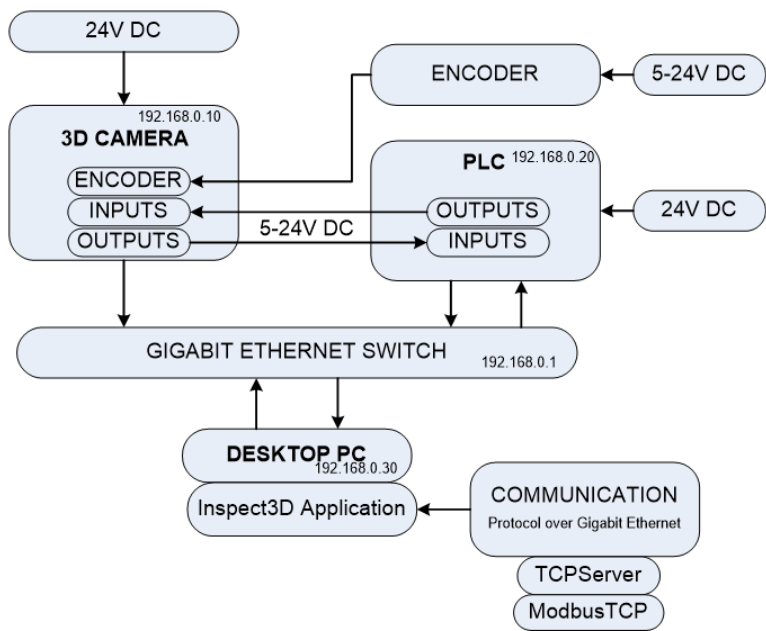 24V DC
ENCODER
5-24V DC
192.168.0.10
3D CAMERA
ENCODER
INPUTS
OUTPUTS
5-24V DC
PLC
192.168.0.20
OUTPUTS
INPUTS
24V DC
GIGABIT ETHERNET SWITCH
192.168.0.1
DESKTOP PC
192.168.0.30
Inspect3D Application
COMMUNICATION
Protocol over Gigabit Ethernet
TCPServer
ModbusTCP